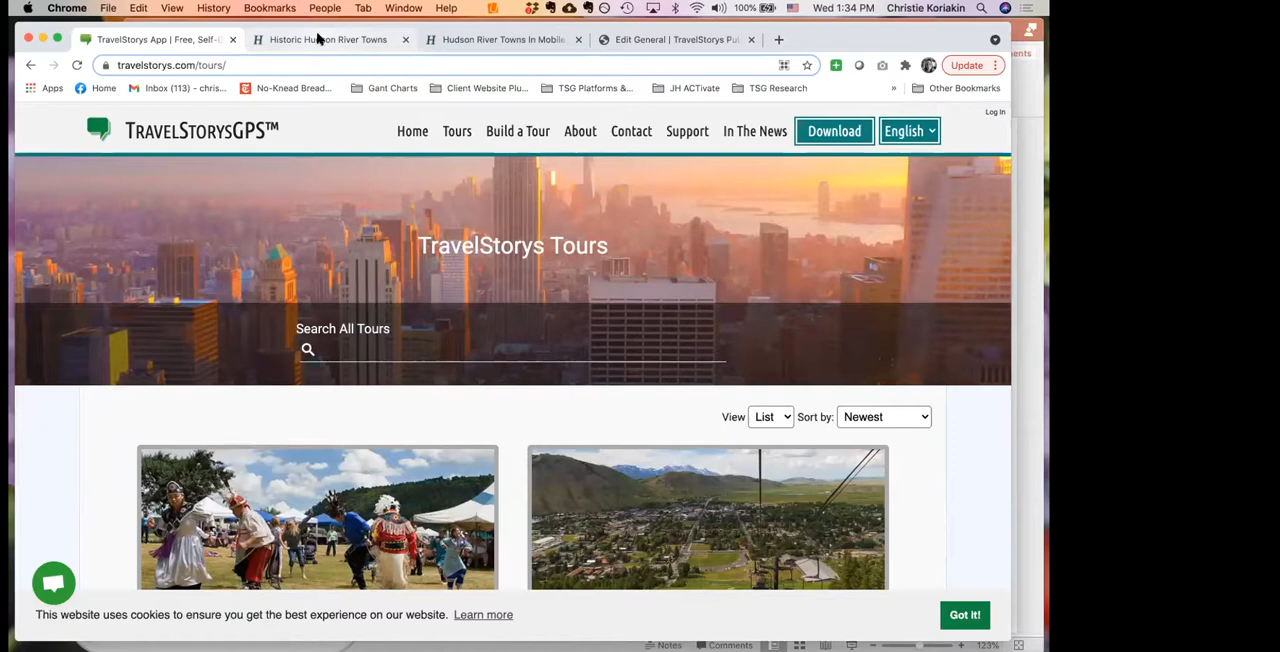 Chrome File Edit View History Bookmarks People Tab Window Help 100% Wed 1:34 PM Christie Koriakin
TravelStorys App | Free, Self-G Historic Hudson River Towns Hudson River Towns In Mobile Edit General | TravelStorys Pu
travelstorys.com/tours/ Update
Apps Home Inbox (113) - chris... No-Knead Bread... Gant Charts Client Website Plu... TSG Platforms &... JH ACTivate TSG Research » Other Bookmarks
Log In
TRAVELSTORYSGPS™ Home Tours Build a Tour About Contact Support In The News Download English
TravelStorys Tours
Search All Tours
View List Sort by: Newest
This website uses cookies to ensure you get the best experience on our website. Learn more Got it!
Notes Comments 123%